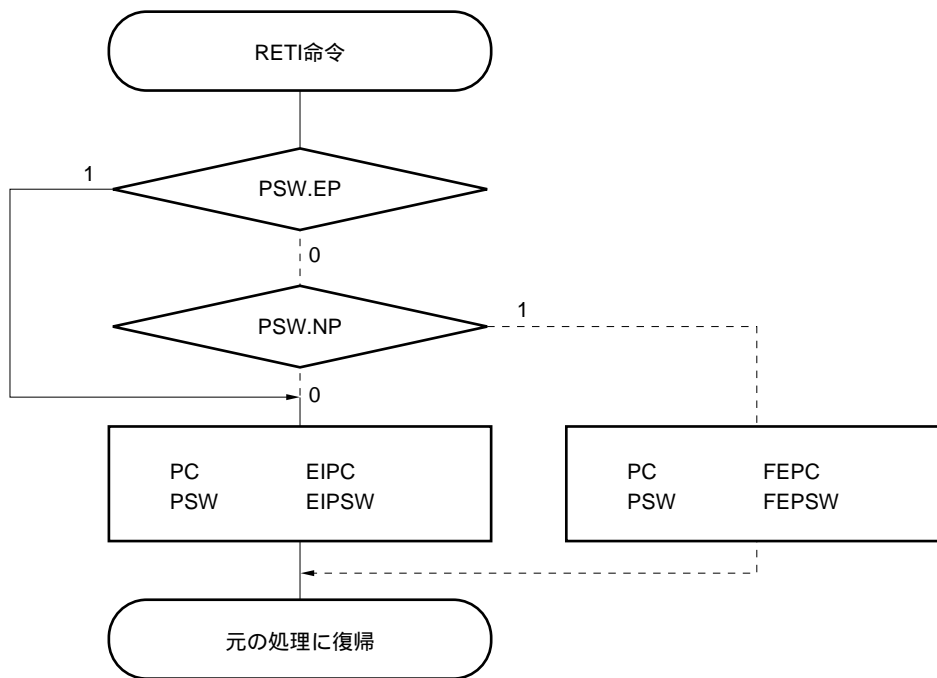 RETI命令
1
PSW.EP
0
PSW.NP
1
0
PC EIPC
PSW EIPSW
PC FEPC
PSW FEPSW
元の処理に復帰